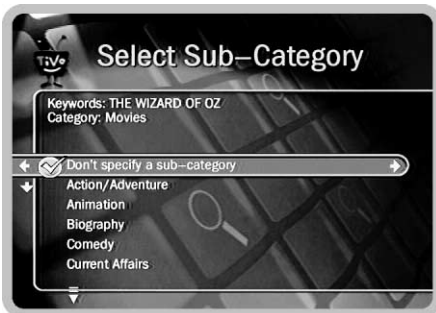 TiVo
Select Sub-Category
Keywords: THE WIZARD OF OZ
Category: Movies
Don't specify a sub-category
Action/Adventure
Animation
Biography
Comedy
Current Affairs